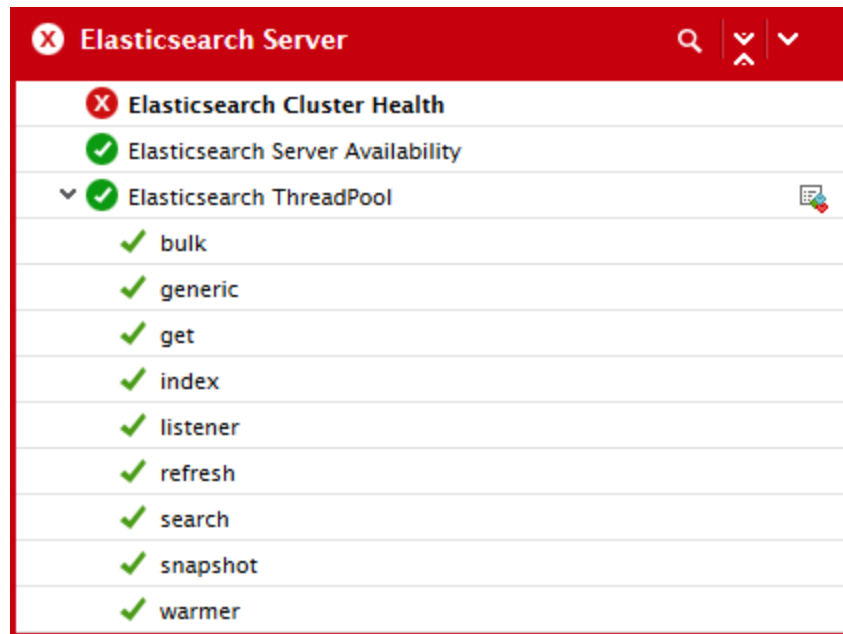 Elasticsearch Server
Elasticsearch Cluster Health
Elasticsearch Server Availability
Elasticsearch ThreadPool
bulk
generic
get
index
listener
refresh
search
snapshot
warmer